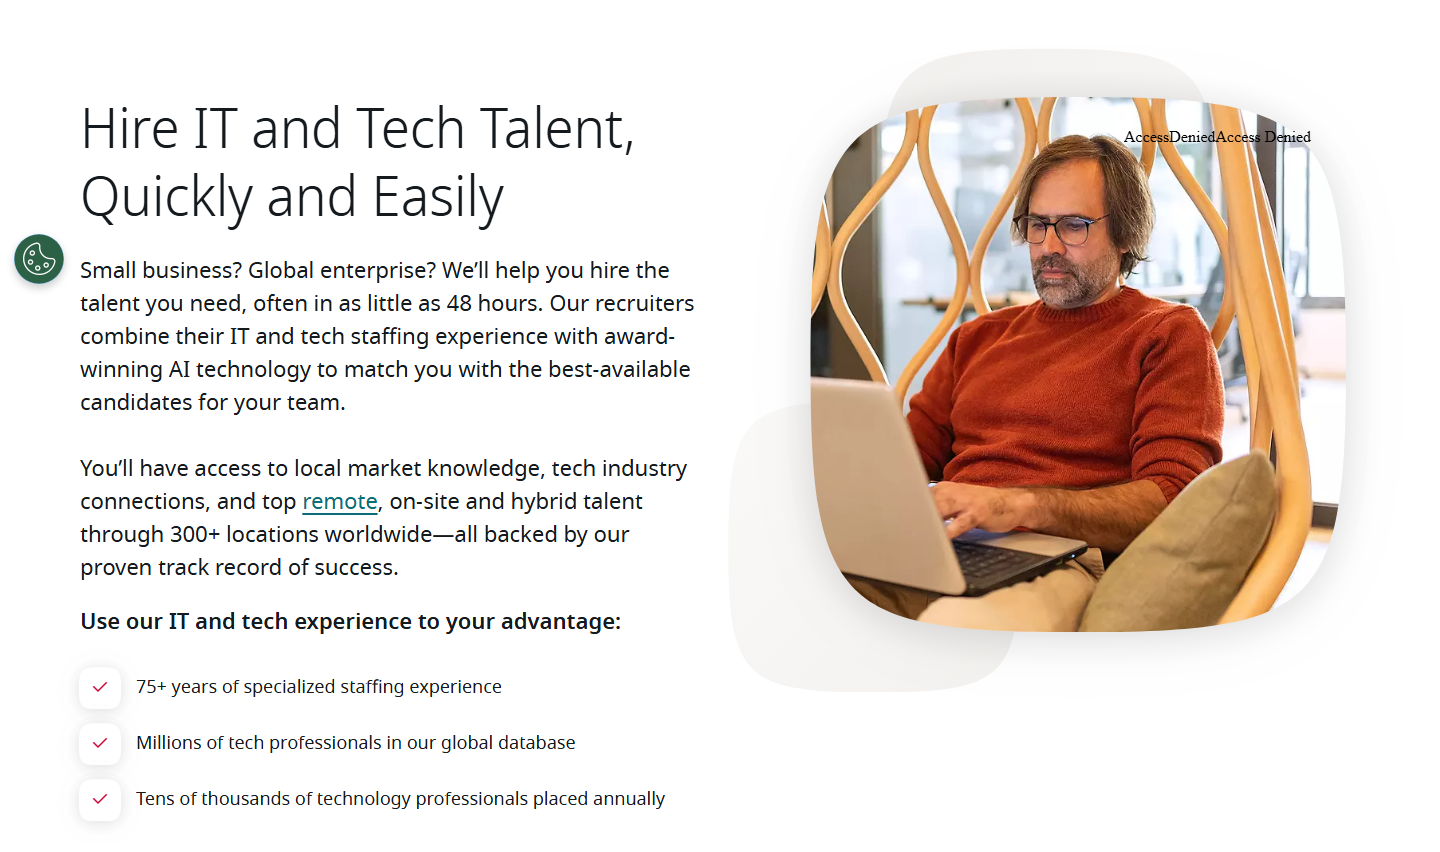 Hire IT and Tech Talent,
Quickly and Easily
Small business? Global enterprise? We’ll help you hire the
talent you need, often in as little as 48 hours. Our recruiters
combine their IT and tech staffing experience with award-
winning AI technology to match you with the best-available
candidates for your team.
You’ll have access to local market knowledge, tech industry
connections, and top remote, on-site and hybrid talent
through 300+ locations worldwide—all backed by our
proven track record of success.
Use our IT and tech experience to your advantage:
75+ years of specialized staffing experience
Millions of tech professionals in our global database
Tens of thousands of technology professionals placed annually
AccessDeniedAccess Denied